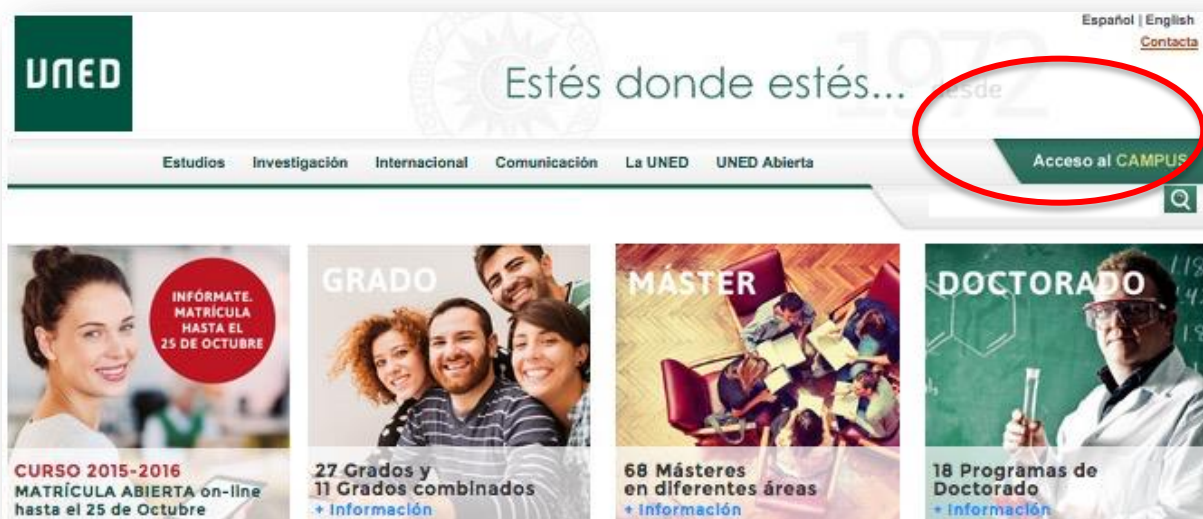 Español | English
Contacta
UNED
Estés donde estés...
desde
1972
Estudios Investigación Internacional Comunicación La UNED UNED Abierta
Acceso al CAMPUS
INFÓRMATE.
MATRÍCULA
HASTA EL
25 DE OCTUBRE
CURSO 2015-2016
MATRÍCULA ABIERTA on-line
hasta el 25 de Octubre
GRADO
27 Grados y
11 Grados combinados
+ Información
MÁSTER
68 Másteres
en diferentes áreas
+ Información
DOCTORADO
18 Programas de
Doctorado
+ Información